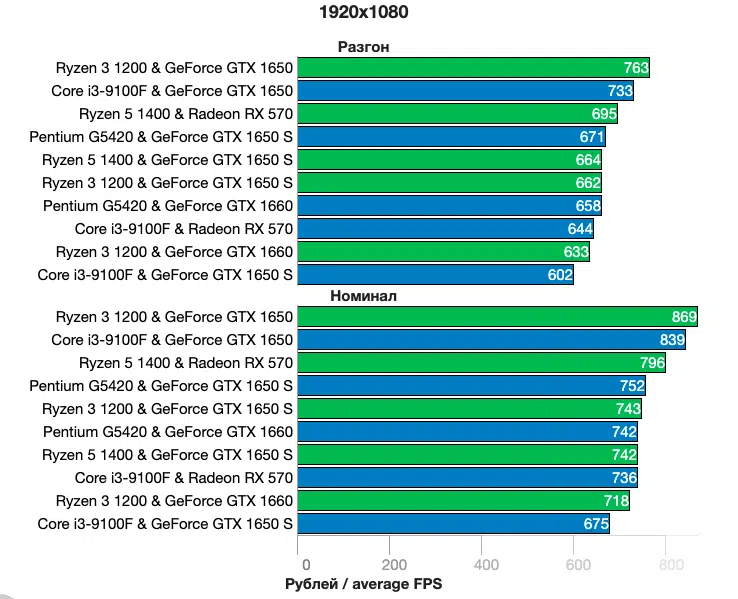 1920x1080
Разгон
Ryzen 3 1200 & GeForce GTX 1650 763
Core i3-9100F & GeForce GTX 1650 733
Ryzen 5 1400 & Radeon RX 570 695
Pentium G5420 & GeForce GTX 1650 S 671
Ryzen 5 1400 & GeForce GTX 1650 S 664
Ryzen 3 1200 & GeForce GTX 1650 S 662
Pentium G5420 & GeForce GTX 1660 658
Core i3-9100F & Radeon RX 570 644
Ryzen 3 1200 & GeForce GTX 1660 633
Core i3-9100F & GeForce GTX 1650 S 602
Номинал
Ryzen 3 1200 & GeForce GTX 1650 869
Core i3-9100F & GeForce GTX 1650 839
Ryzen 5 1400 & Radeon RX 570 796
Pentium G5420 & GeForce GTX 1650 S 752
Ryzen 3 1200 & GeForce GTX 1650 S 743
Pentium G5420 & GeForce GTX 1660 742
Ryzen 5 1400 & GeForce GTX 1650 S 742
Core i3-9100F & Radeon RX 570 736
Ryzen 3 1200 & GeForce GTX 1660 718
Core i3-9100F & GeForce GTX 1650 S 675
0 200 400 600 800
Рублей / average FPS